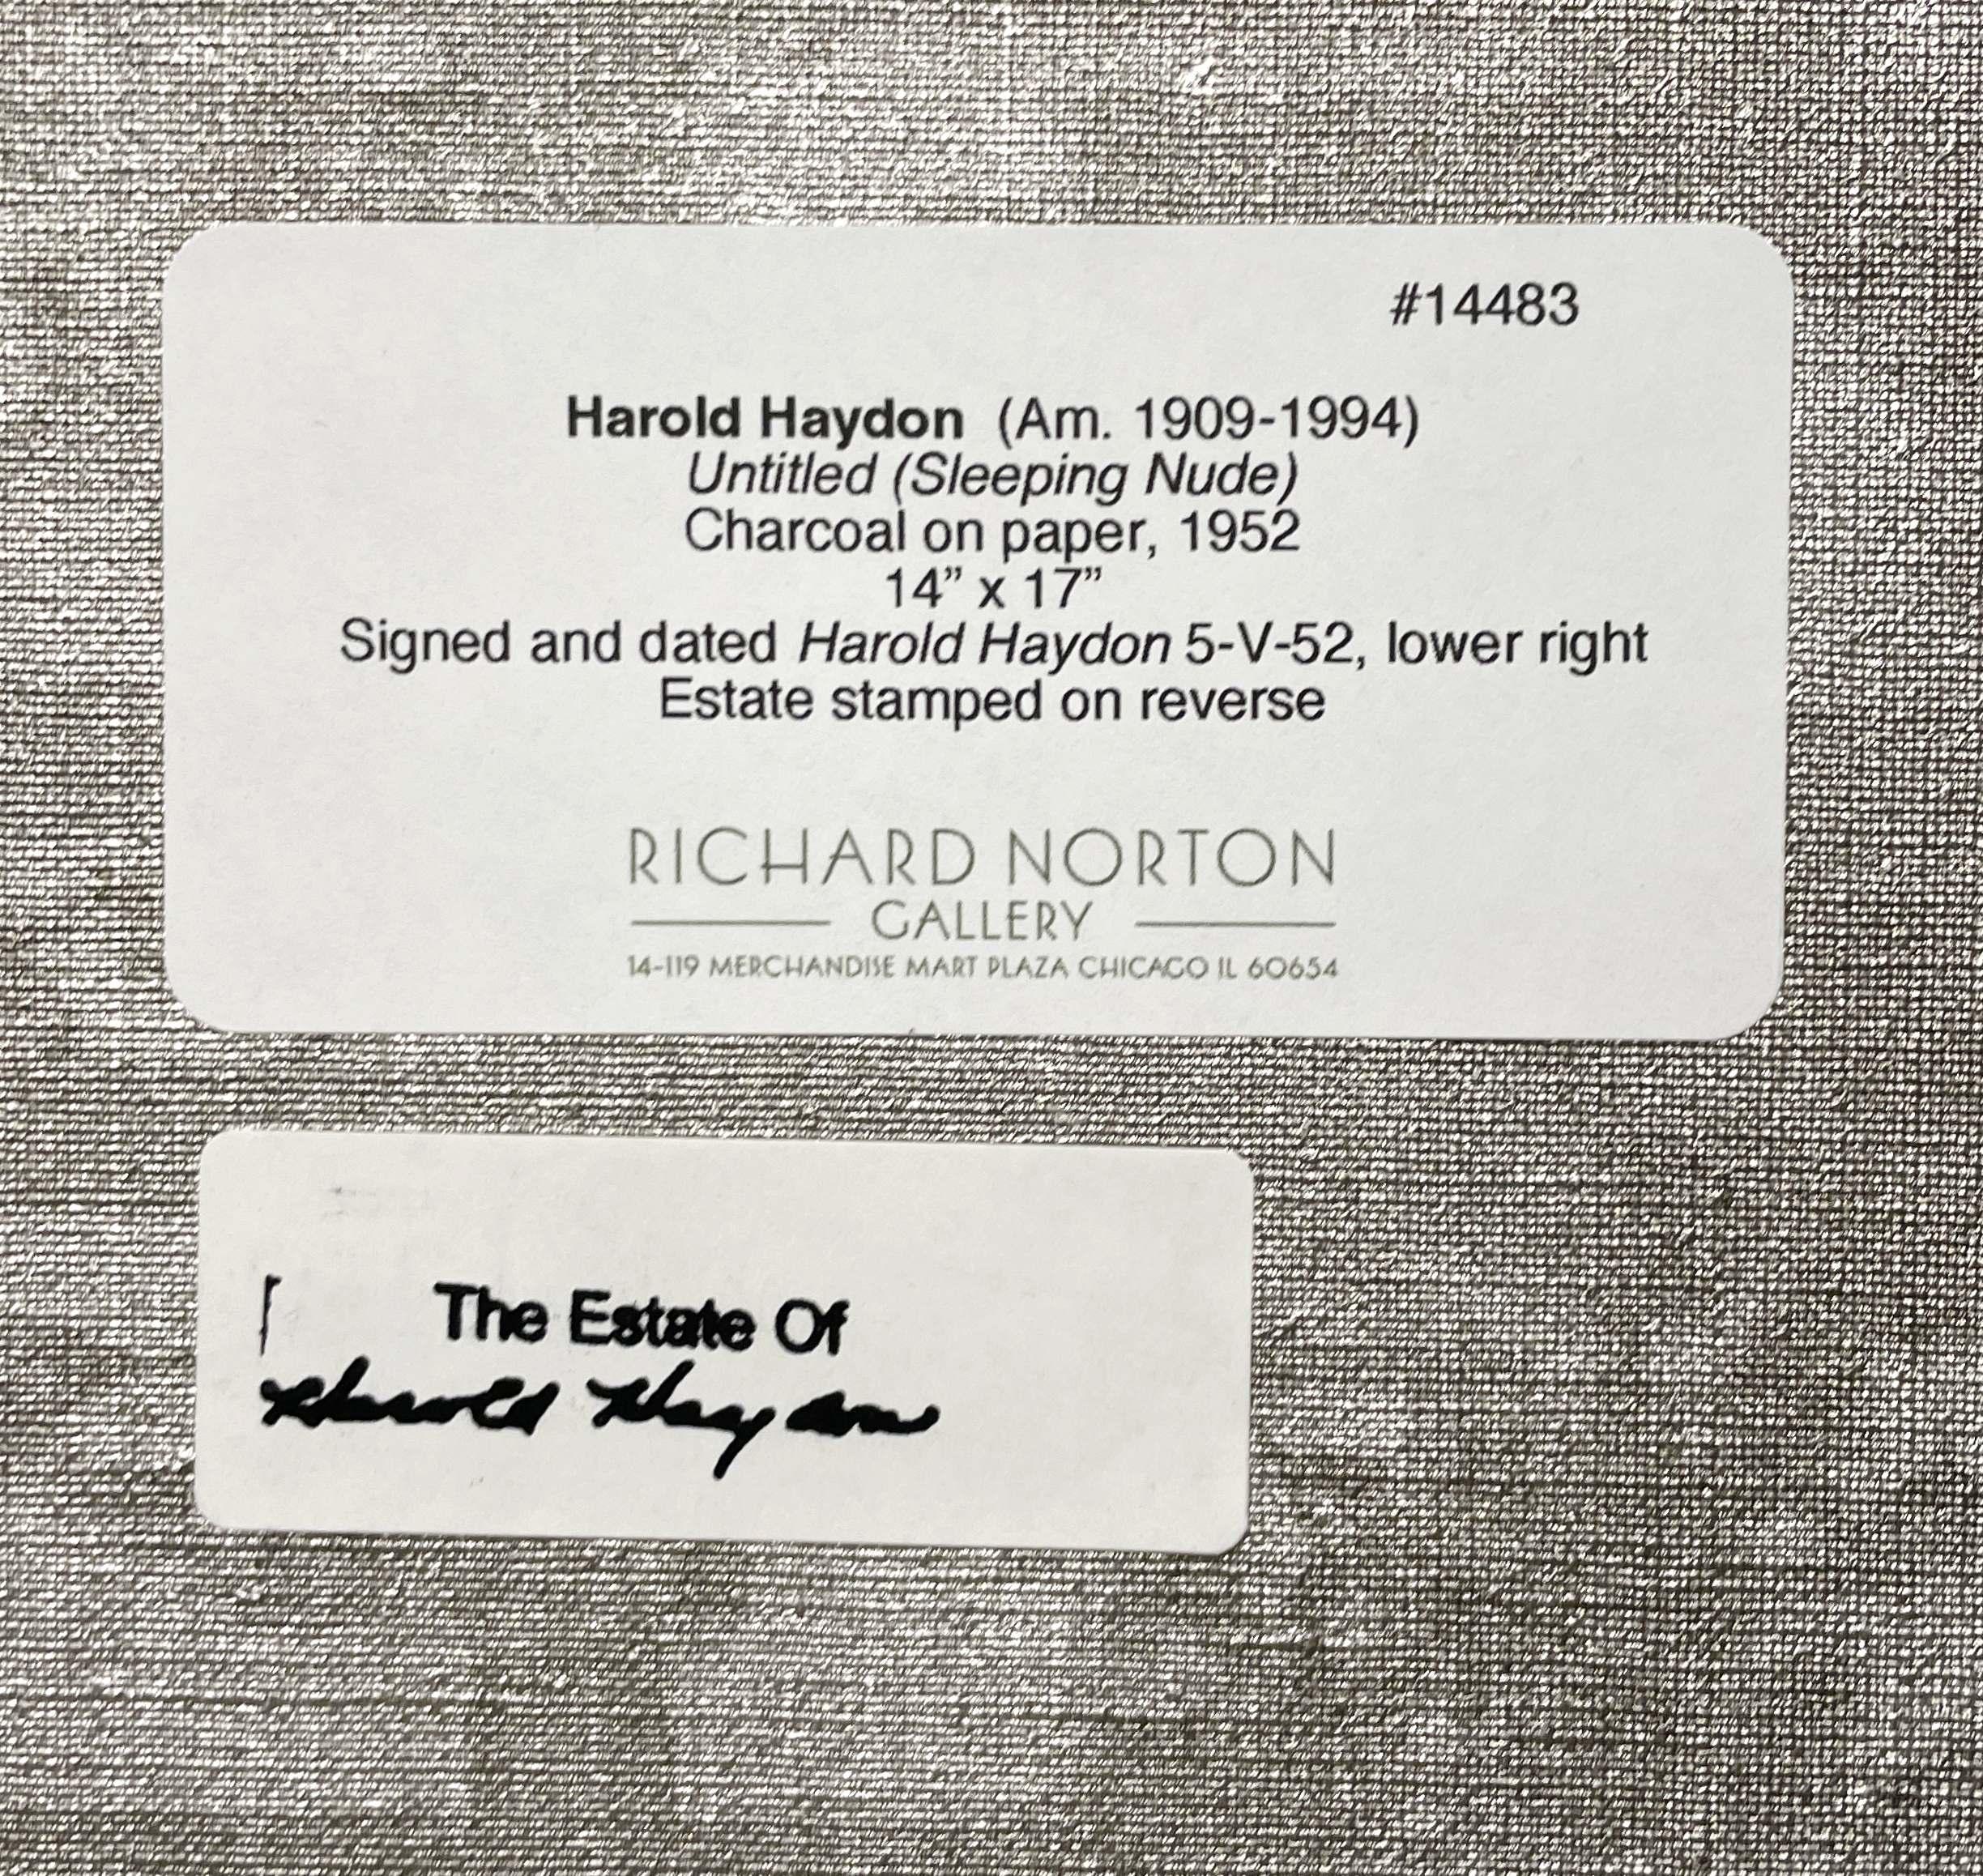 #14483
Harold Haydon (Am. 1909-1994)
Untitled (Sleeping Nude)
Charcoal on paper, 1952
14” x 17”
Signed and dated Harold Haydon 5-V-52, lower right
Estate stamped on reverse
RICHARD NORTON
GALLERY
14-119 MERCHANDISE MART PLAZA CHICAGO IL 60654
The Estate Of
Harold Haydon